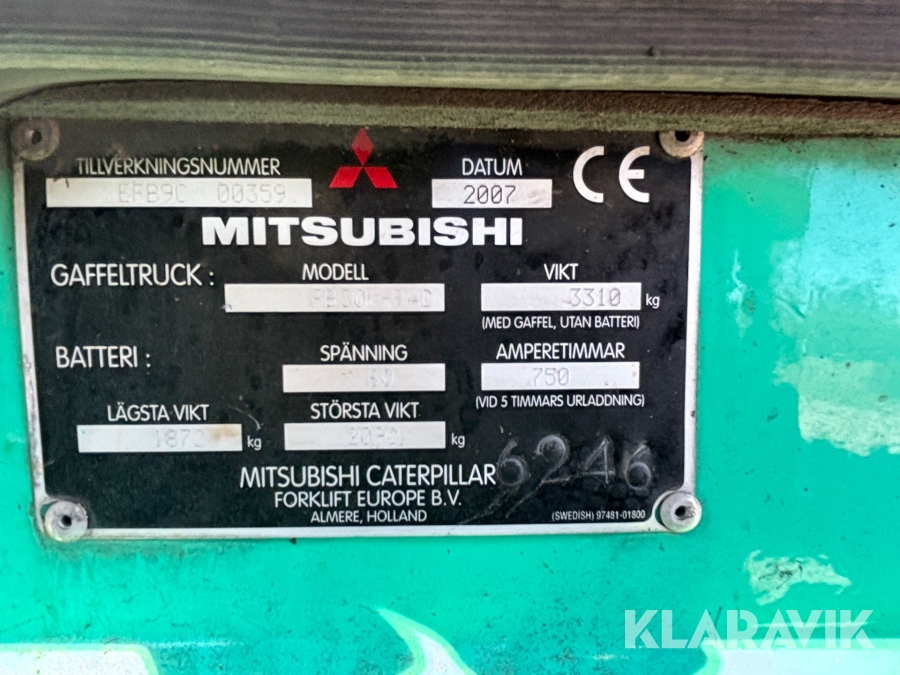 TILLVERKNINGSNUMMER
DATUM
CE
EFB9C 00359
2007
MITSUBISHI
GAFFELTRUCK :
MODELL
VIKT
3310 kg
(MED GAFFEL, UTAN BATTERI)
BATTERI :
SPÄNNING
AMPERETIMMAR
750
(VID 5 TIMMARS URLADDNING)
LÄGSTA VIKT
STÖRSTA VIKT
kg
kg
MITSUBISHI CATERPILLAR
6246
FORKLIFT EUROPE B.V.
ALMERE, HOLLAND
(SWEDISH) 97481-01800
KLARAVIK